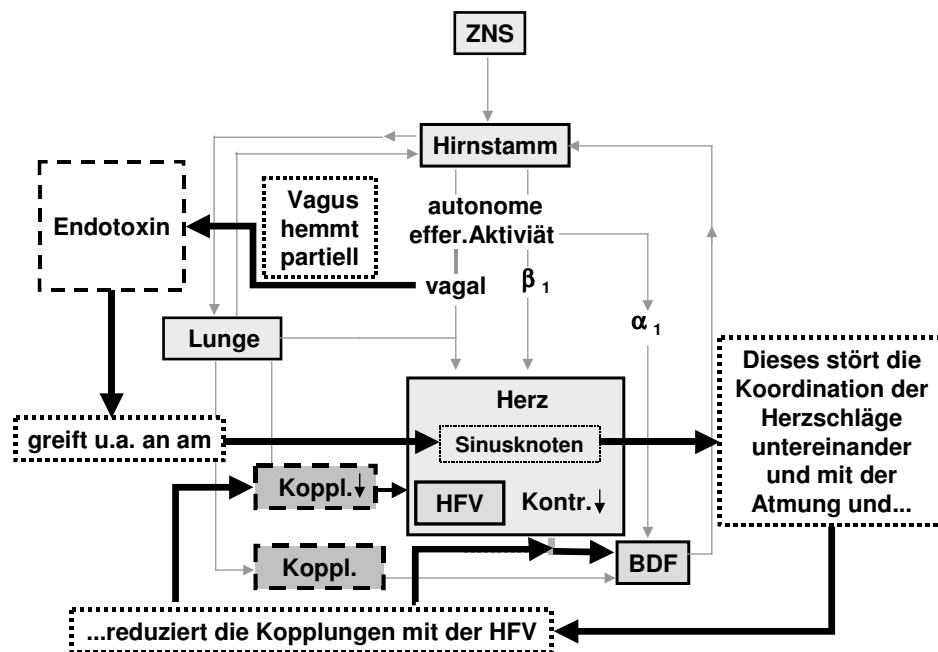 ZNS
Hirnstamm
Endotoxin
Vagus
hemmt
partiell
autonome
effer.Aktiviät
vagal
β 1
α 1
Lunge
Dieses stört die
Koordination der
Herzschläge
untereinander
und mit der
Atmung und...
Herz
greift u.a. an am
Sinusknoten
Koppl.↓
HFV
Kontr.↓
Koppl.
BDF
...reduziert die Kopplungen mit der HFV